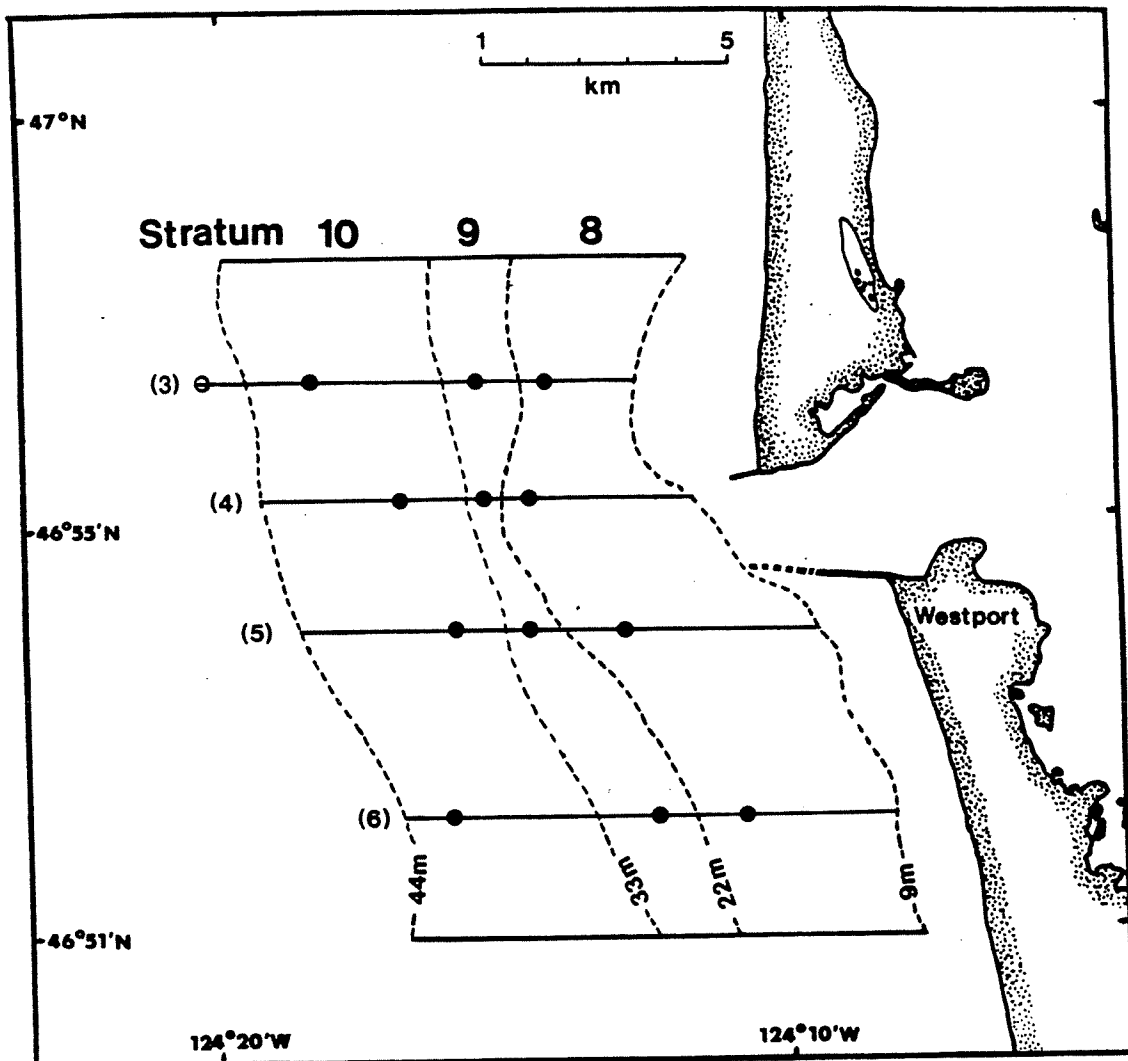 1 5
km
47°N
Stratum 10 9 8
(3)
(4)
46°55'N
(5)
Westport
(6)
44m
33m
22m
9m
46°51'N
124°20'W
124°10'W